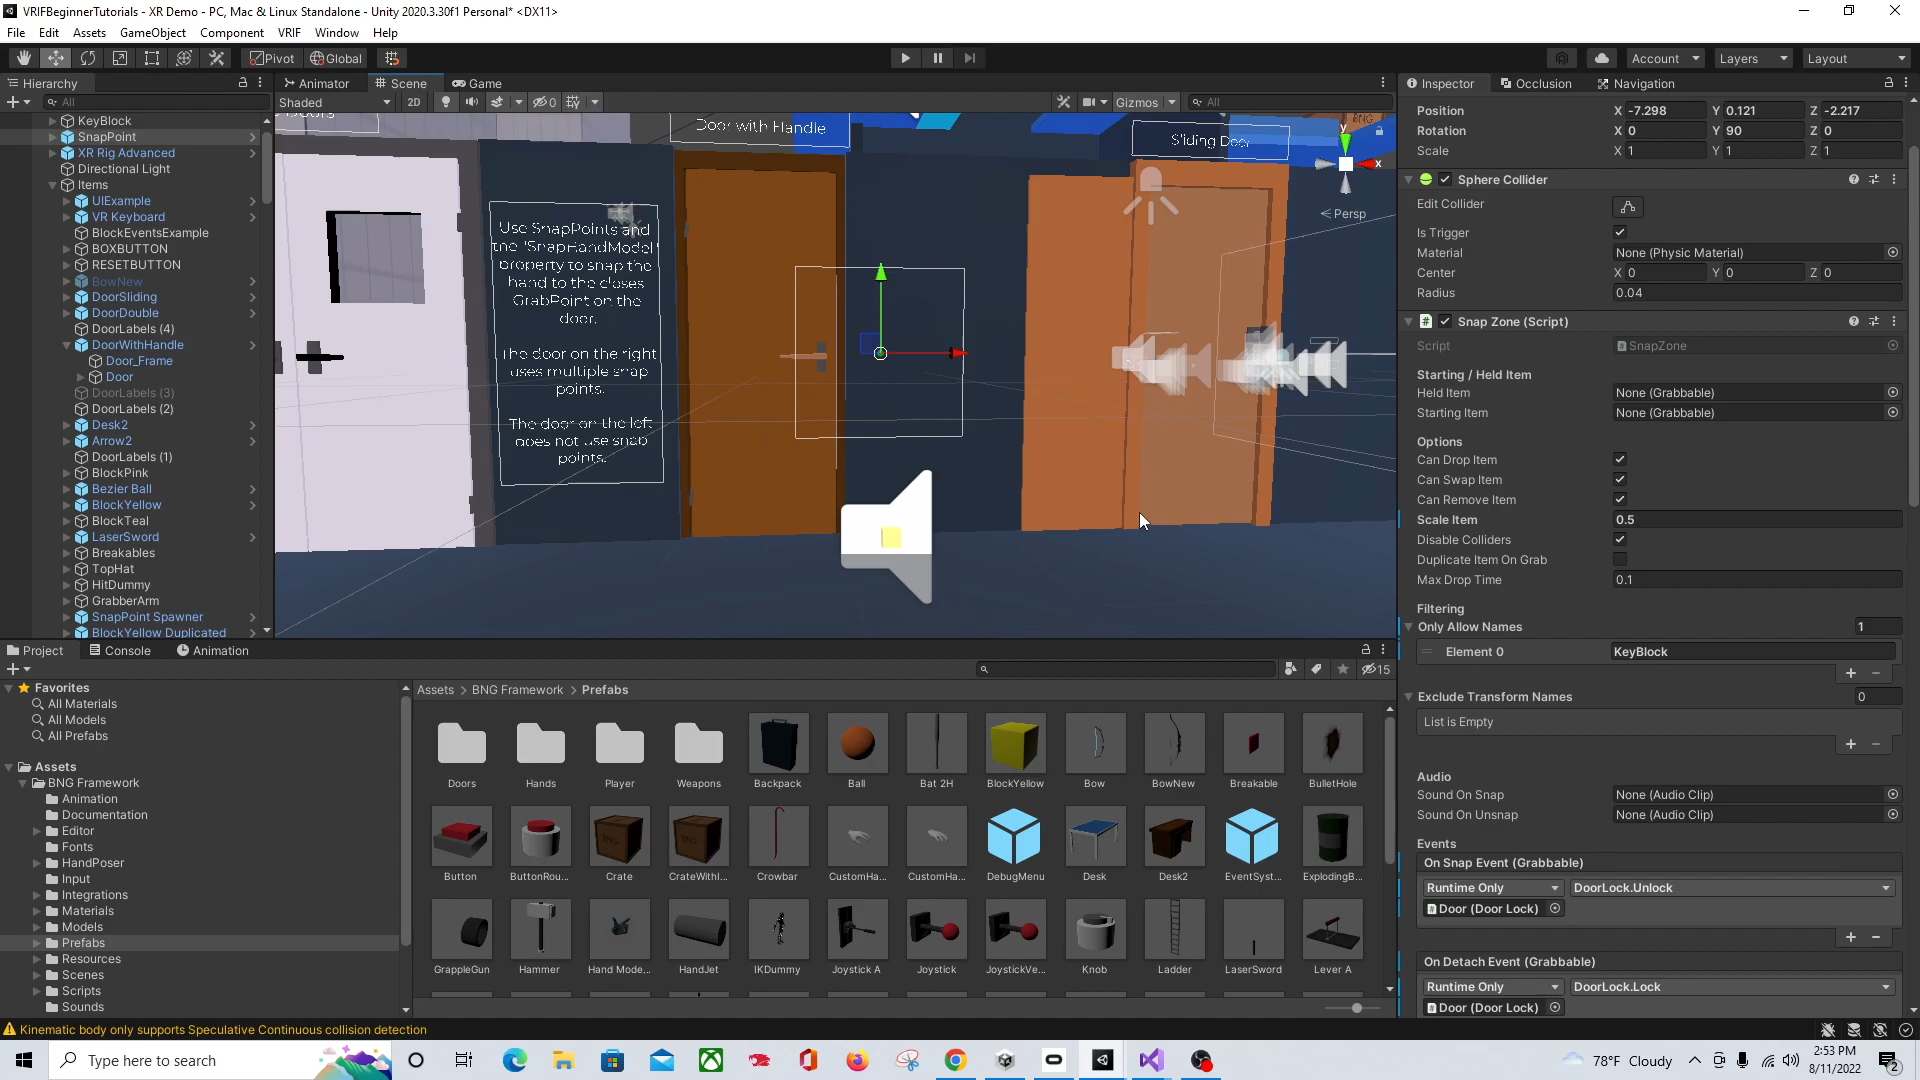 VRIFBeginnerTutorials - XR Demo - PC, Mac & Linux Standalone - Unity 2020.3.30f1 Personal* <DX11>
File Edit Assets GameObject Component VRIF Window Help
Pivot Global Account Layers Layout
Hierarchy Animator Scene Game Inspector Occlusion Navigation
All Shaded 2D 0 Gizmos All
KeyBlock
SnapPoint
XR Rig Advanced
Directional Light
Items
UIExample
VR Keyboard
BlockEventsExample
BOXBUTTON
RESETBUTTON
BowNew
DoorSliding
DoorDouble
DoorLabels (4)
DoorWithHandle
Door_Frame
Door
DoorLabels (3)
DoorLabels (2)
Desk2
Arrow2
DoorLabels (1)
BlockPink
Bezier Ball
BlockYellow
BlockTeal
LaserSword
Breakables
TopHat
HitDummy
GrabberArm
SnapPoint Spawner
BlockYellow Duplicated
Door with Handle
Sliding Door
y
x
Persp
Use SnapPoints and
the 'SnapHandModel'
property to snap the
hand to the closes
GrabPoint on the
door.
The door on the right
uses multiple snap
points.
The door on the left
does not use snap
points.
Position X -7.298 Y 0.121 Z -2.217
Rotation X 0 Y 90 Z 0
Scale X 1 Y 1 Z 1
Sphere Collider
Edit Collider
Is Trigger
Material None (Physic Material)
Center X 0 Y 0 Z 0
Radius 0.04
Snap Zone (Script)
Script SnapZone
Starting / Held Item
Held Item None (Grabbable)
Starting Item None (Grabbable)
Options
Can Drop Item
Can Swap Item
Can Remove Item
Scale Item 0.5
Disable Colliders
Duplicate Item On Grab
Max Drop Time 0.1
Filtering
Only Allow Names 1
Element 0 KeyBlock
Exclude Transform Names 0
List is Empty
Audio
Sound On Snap None (Audio Clip)
Sound On Unsnap None (Audio Clip)
Events
On Snap Event (Grabbable)
Runtime Only DoorLock.Unlock
Door (Door Lock)
On Detach Event (Grabbable)
Runtime Only DoorLock.Lock
Door (Door Lock)
Project Console Animation
15
Favorites
All Materials
All Models
All Prefabs
Assets
BNG Framework
Animation
Documentation
Editor
Fonts
HandPoser
Input
Integrations
Materials
Models
Prefabs
Resources
Scenes
Scripts
Sounds
Assets > BNG Framework > Prefabs
Doors Hands Player Weapons Backpack Ball Bat 2H BlockYellow Bow BowNew Breakable BulletHole
Button ButtonRou... Crate CrateWithI... Crowbar CustomHa... CustomHa... DebugMenu Desk Desk2 EventSyst... ExplodingB...
GrappleGun Hammer Hand Mode... HandJet IKDummy Joystick A Joystick JoystickVe... Knob Ladder LaserSword Lever A
Kinematic body only supports Speculative Continuous collision detection
Type here to search
78°F Cloudy
2:53 PM
8/11/2022
2